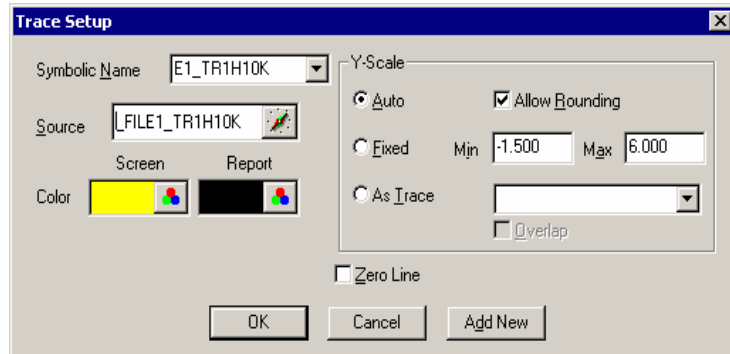 Trace Setup
Symbolic Name E1_TR1H10K
Source _FILE1_TR1H10K
Screen Report
Color
Y-Scale
Auto Allow Rounding
Fixed Min -1.500 Max 6.000
As Trace
Overlap
Zero Line
OK Cancel Add New